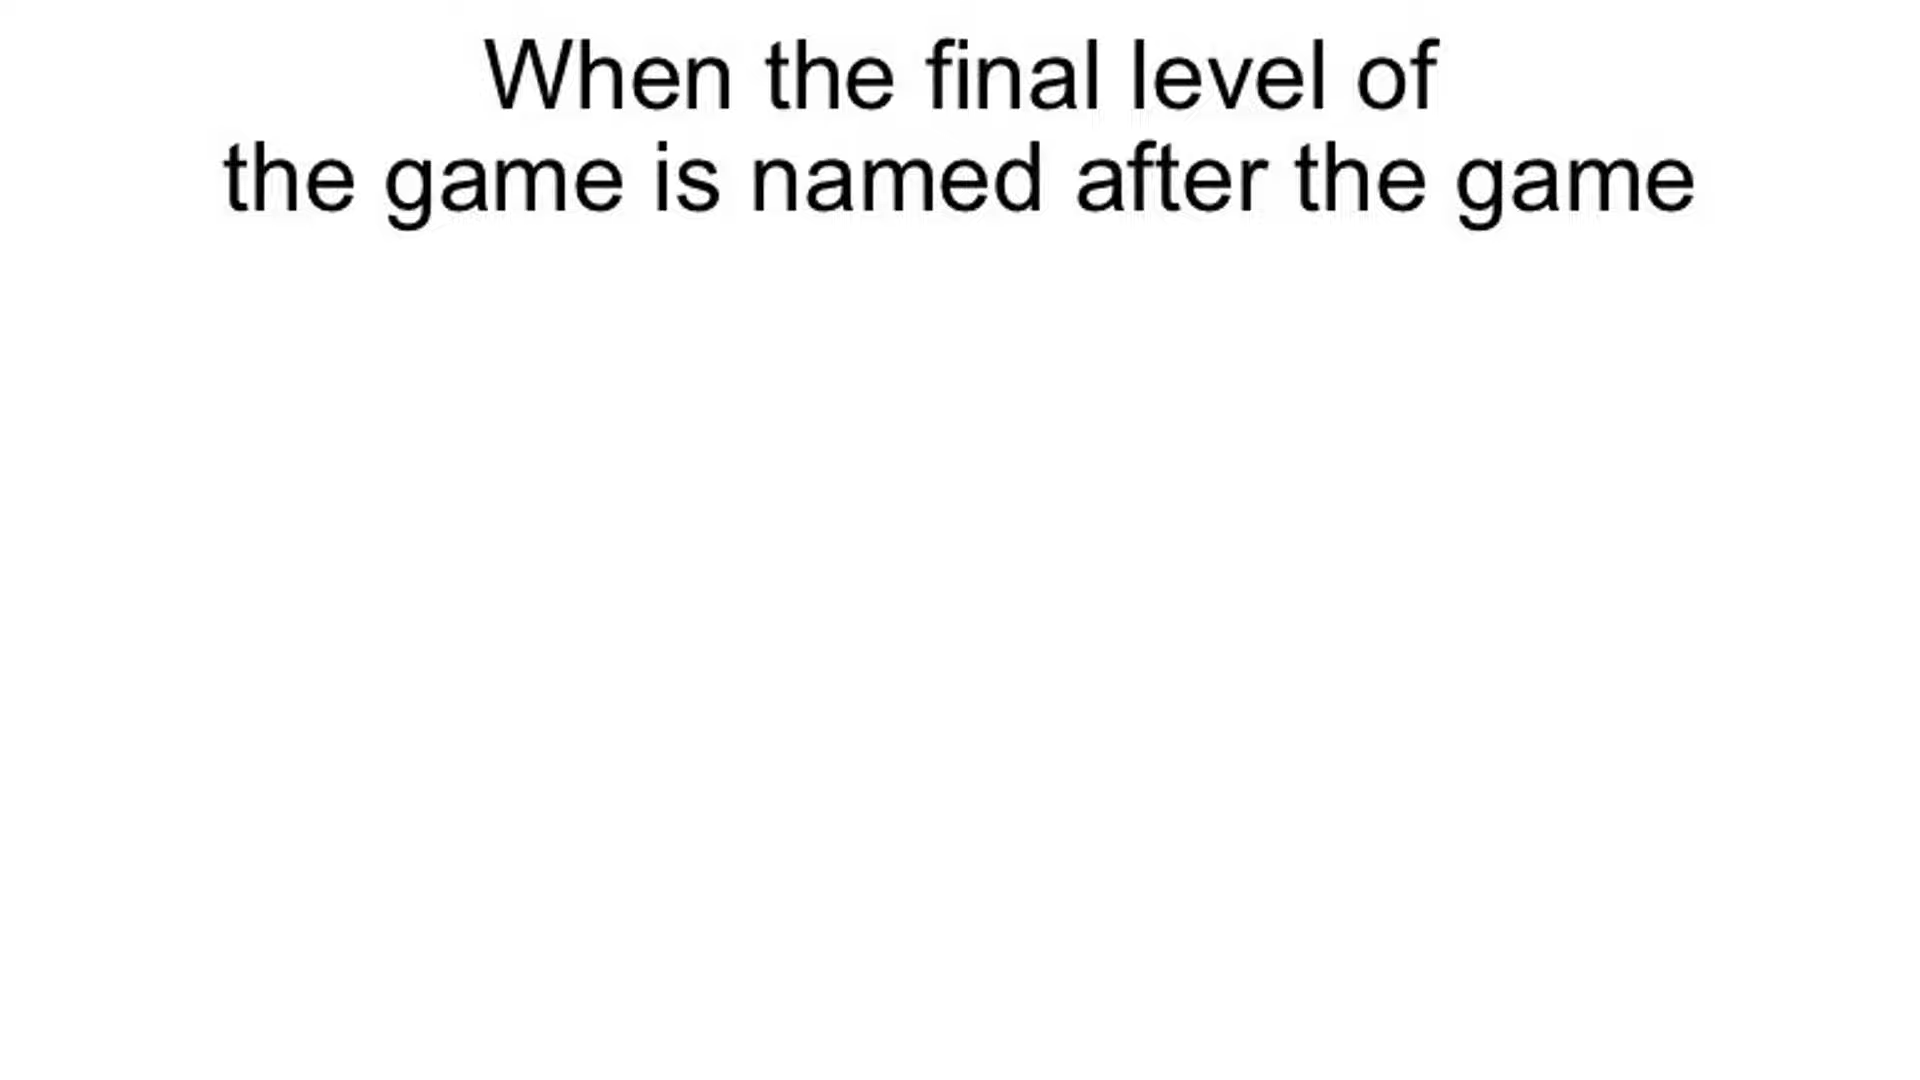 When the final level of
the game is named after the game